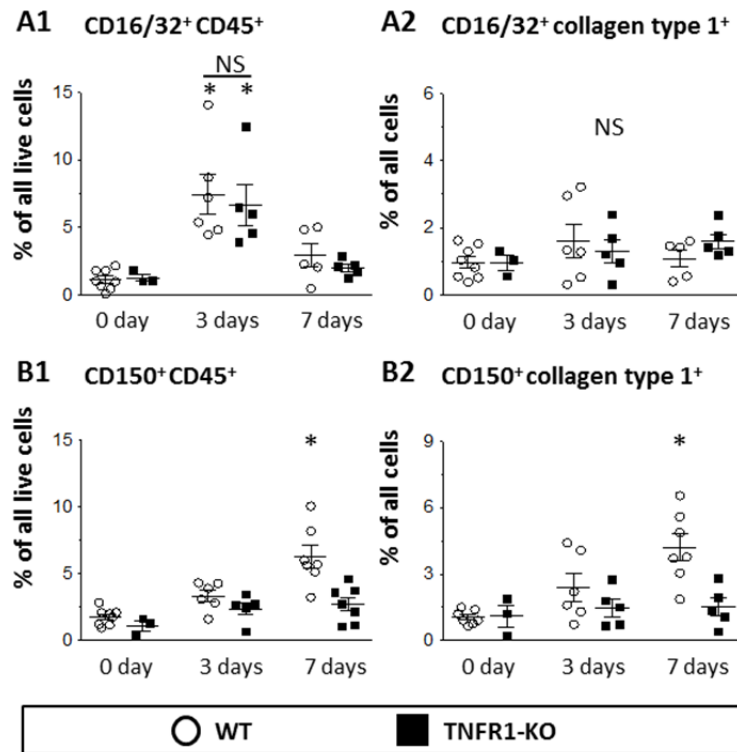 A1 CD16/32⁺ CD45⁺
NS
* *
% of all live cells
15
10
5
0
0 day 3 days 7 days
A2 CD16/32⁺ collagen type 1⁺
NS
% of all cells
6
4
2
0
0 day 3 days 7 days
B1 CD150⁺ CD45⁺
*
% of all live cells
15
10
5
0
0 day 3 days 7 days
B2 CD150⁺ collagen type 1⁺
*
% of all cells
9
6
3
0
0 day 3 days 7 days
WT TNFR1-KO